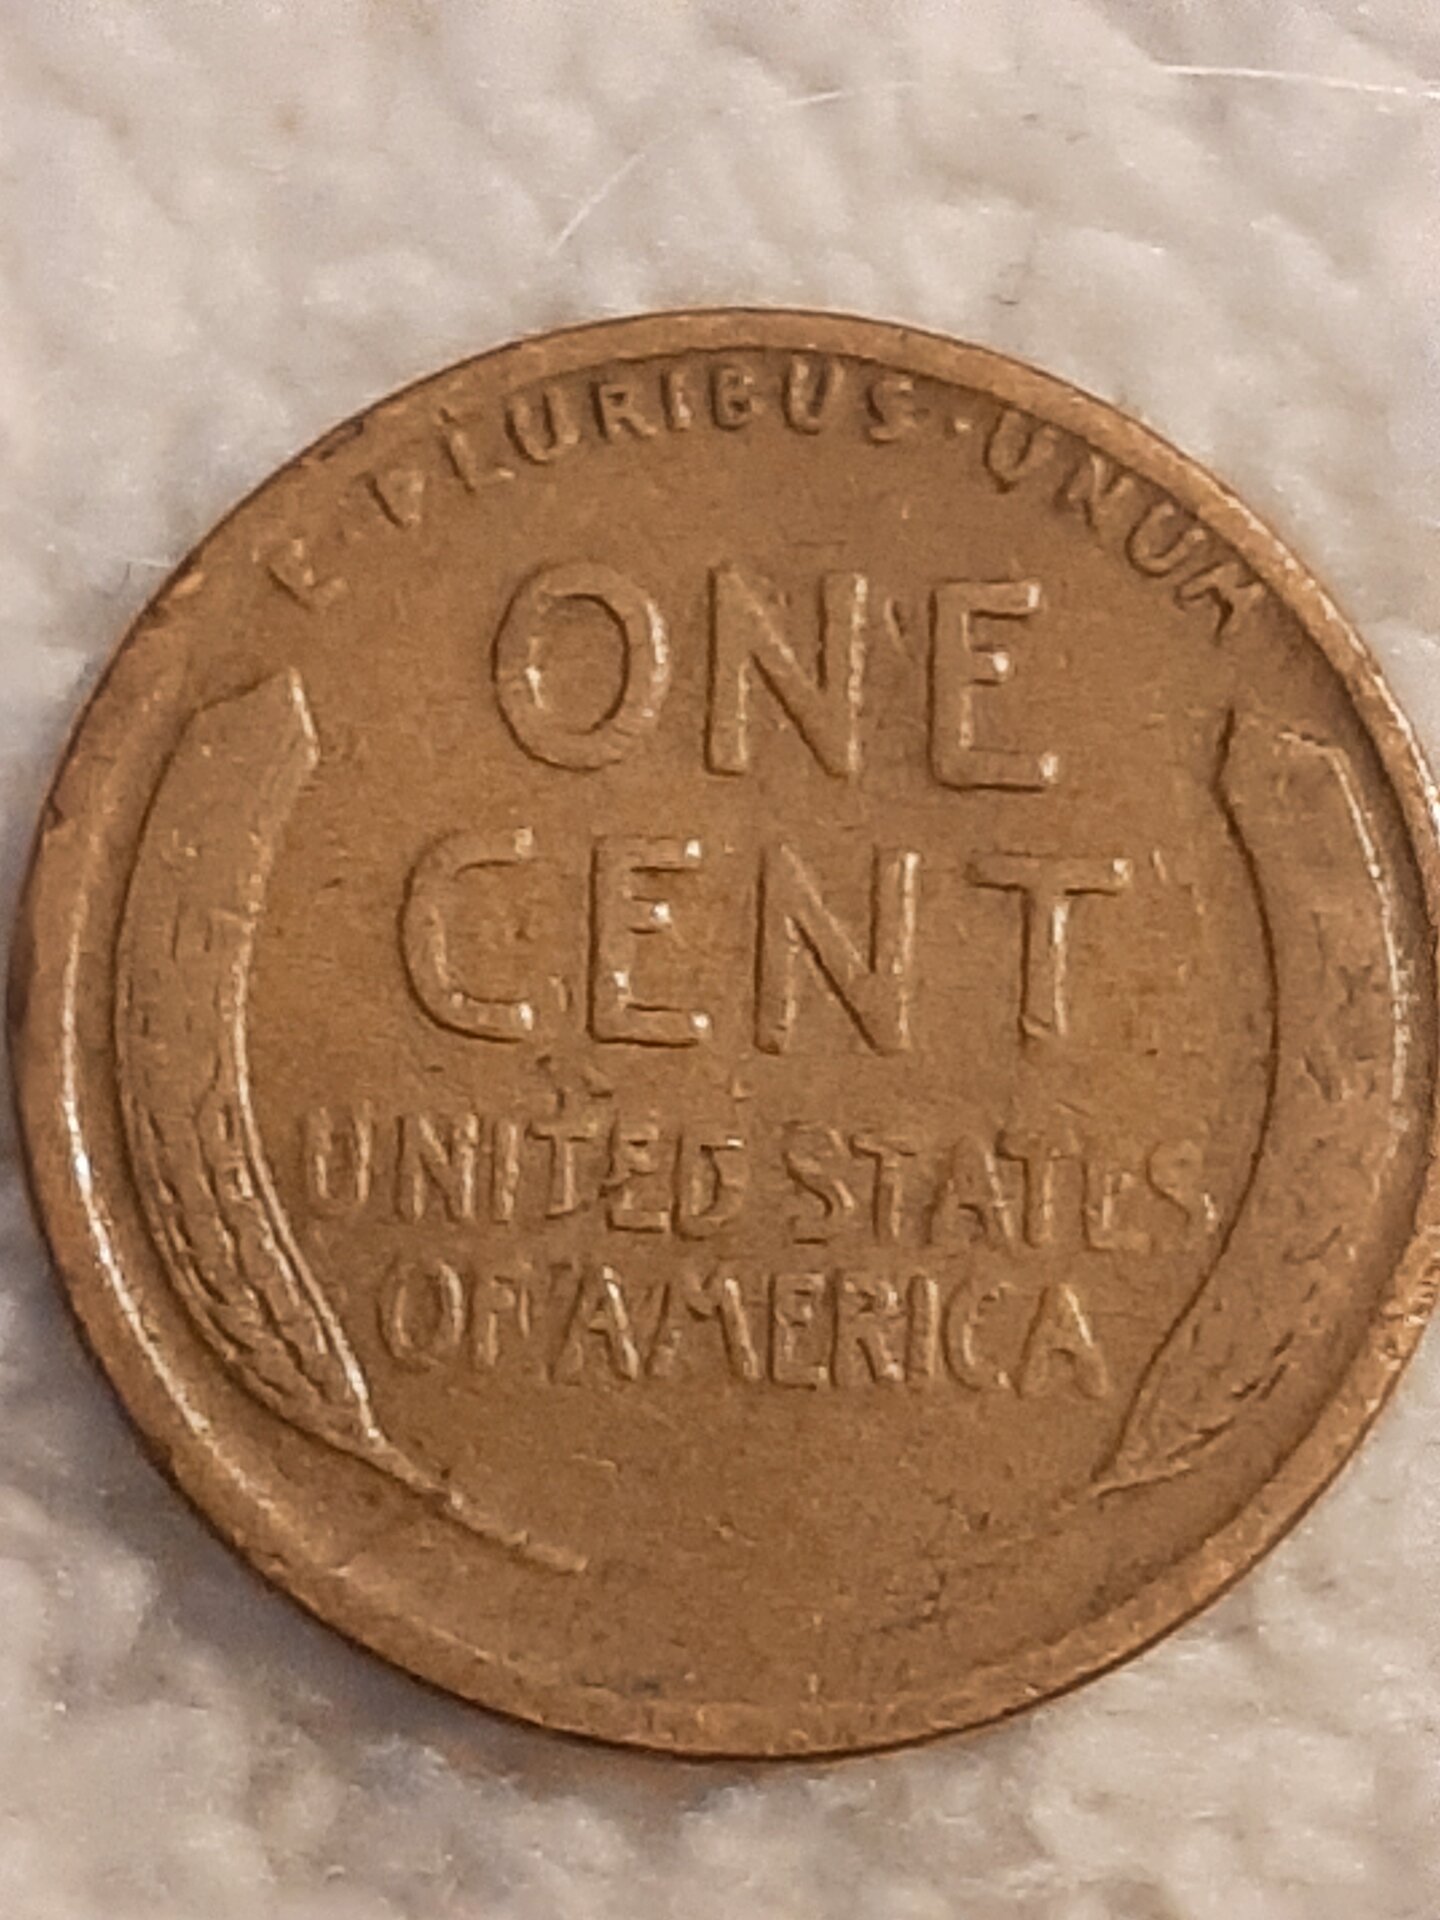 E·PLURIBUS·UNUM
ONE
CENT
UNITED STATES
OF AMERICA